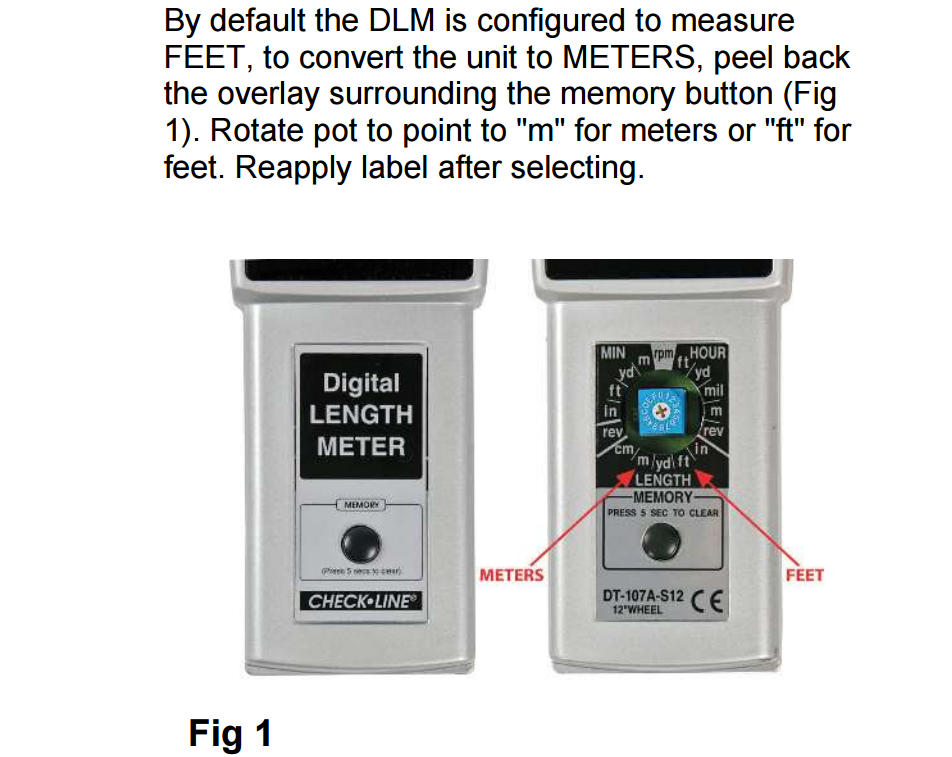 By default the DLM is configured to measure
FEET, to convert the unit to METERS, peel back
the overlay surrounding the memory button (Fig
1). Rotate pot to point to "m" for meters or "ft" for
feet. Reapply label after selecting.
Digital
LENGTH
METER
MEMORY
(Press 5 secs to clear)
CHECK•LINE®
MIN
m
rpm
ft
HOUR
yd
yd
ft
mil
in
m
rev
rev
cm
in
m
yd
ft
LENGTH
MEMORY
PRESS 5 SEC TO CLEAR
DT-107A-S12
12"WHEEL
CE
METERS
FEET
Fig 1